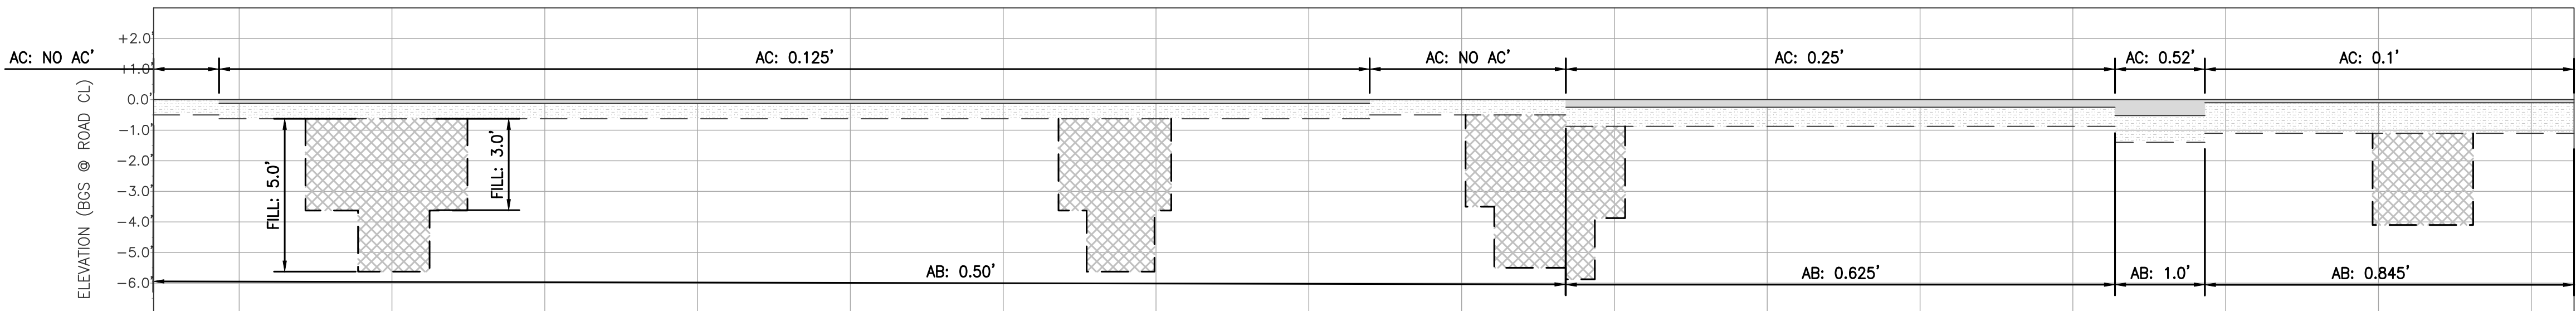 +2.0'
AC: NO AC'
AC: 0.125'
AC: NO AC'
AC: 0.25'
AC: 0.52'
AC: 0.1'
+1.0'
0.0'
-1.0'
-2.0'
-3.0'
-4.0'
-5.0'
-6.0'
ELEVATION (BGS @ ROAD CL)
FILL: 5.0'
FILL: 3.0'
AB: 0.50'
AB: 0.625'
AB: 1.0'
AB: 0.845'